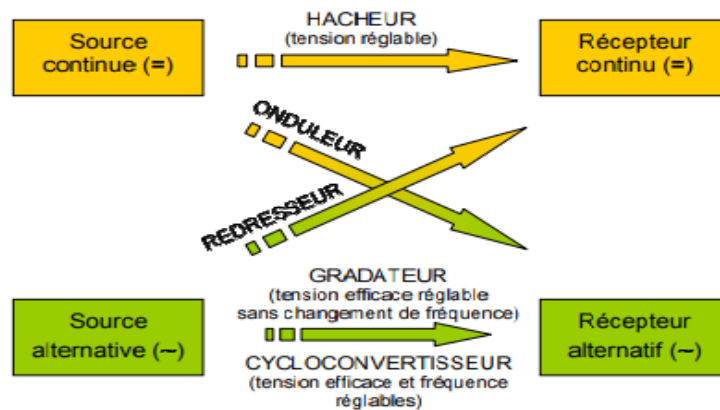 HACHEUR
(tension réglable)
Source
continue (=)
Récepteur
continu (=)
ONDULEUR
REDRESSEUR
GRADATEUR
(tension efficace réglable
sans changement de fréquence)
Source
alternative (~)
Récepteur
alternatif (~)
CYCLOCONVERTISSEUR
(tension efficace et fréquence
réglables)